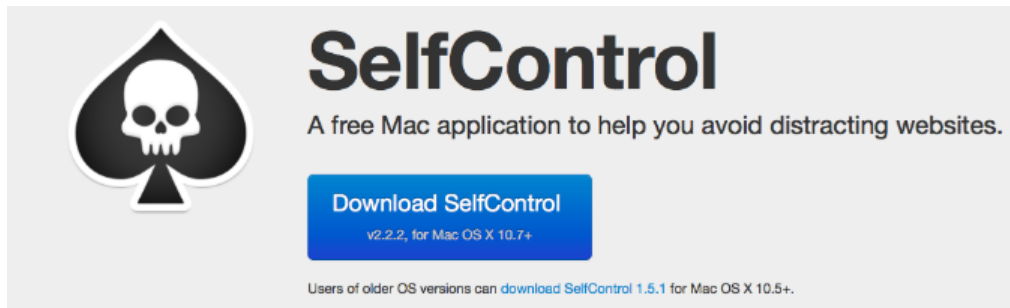 SelfControl
A free Mac application to help you avoid distracting websites.
Download SelfControl
v2.2.2, for Mac OS X 10.7+
Users of older OS versions can download SelfControl 1.5.1 for Mac OS X 10.5+.